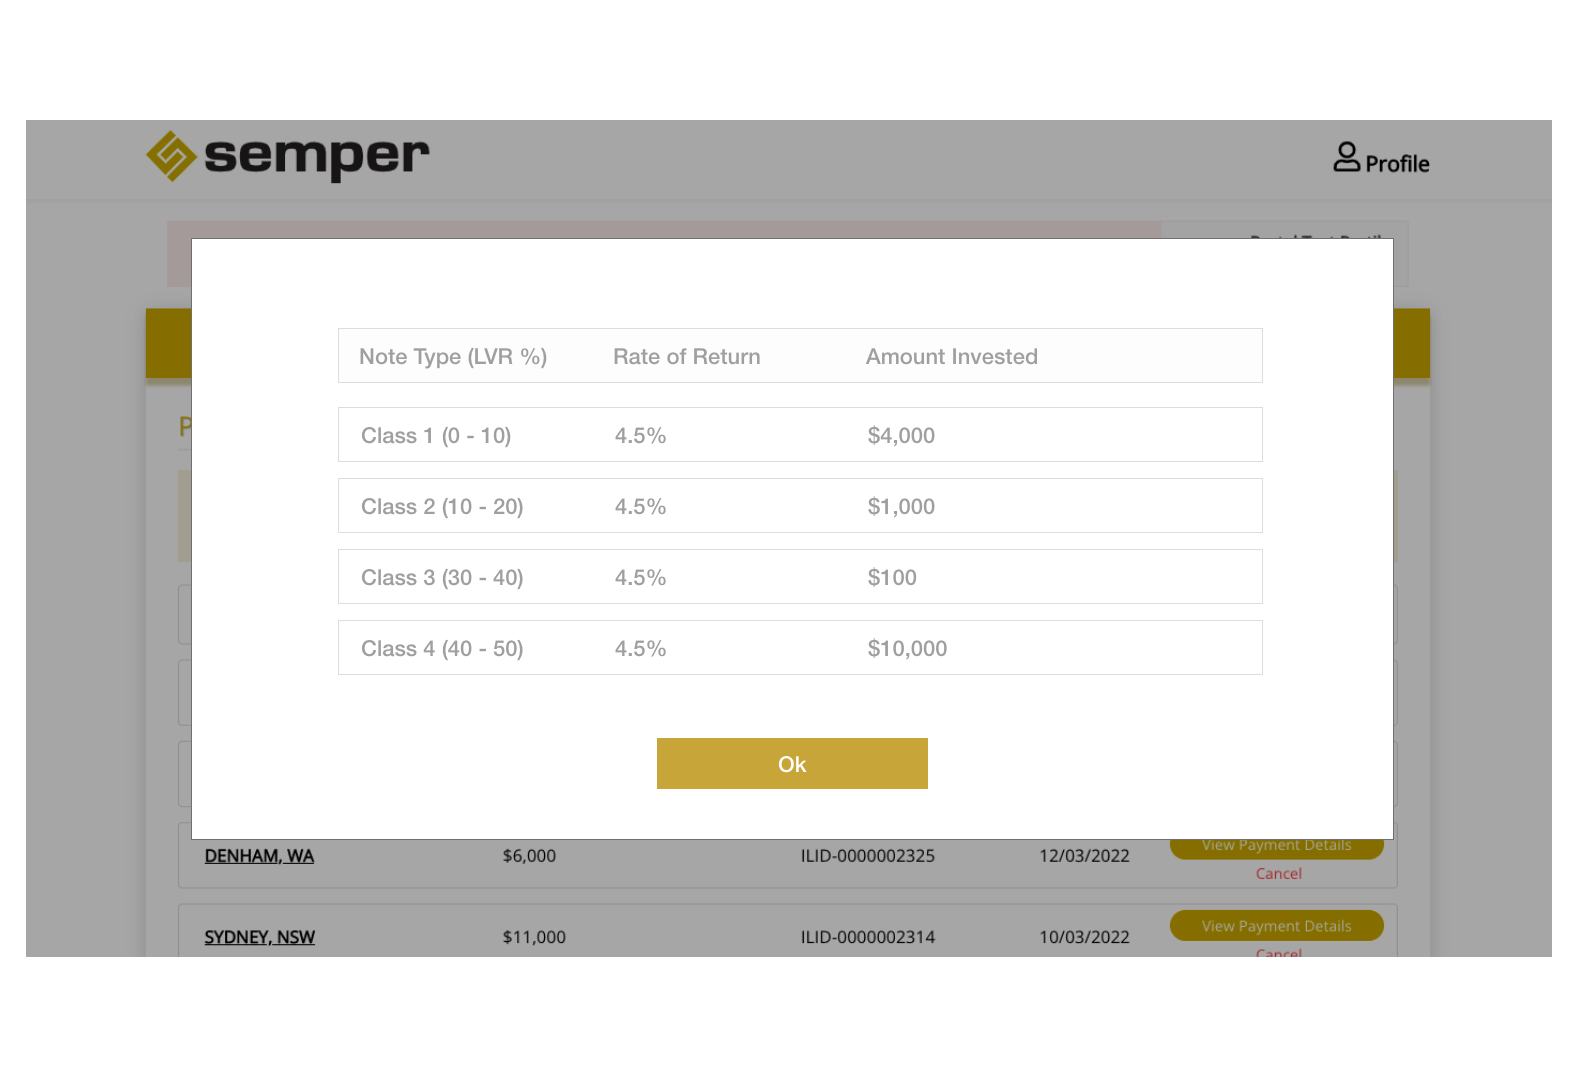 semper
Profile
Note Type (LVR %) Rate of Return Amount Invested
Class 1 (0 - 10) 4.5% $4,000
Class 2 (10 - 20) 4.5% $1,000
Class 3 (30 - 40) 4.5% $100
Class 4 (40 - 50) 4.5% $10,000
Ok
DENHAM, WA $6,000 ILID-0000002325 12/03/2022 View Payment Details
Cancel
SYDNEY, NSW $11,000 ILID-0000002314 10/03/2022 View Payment Details
Cancel